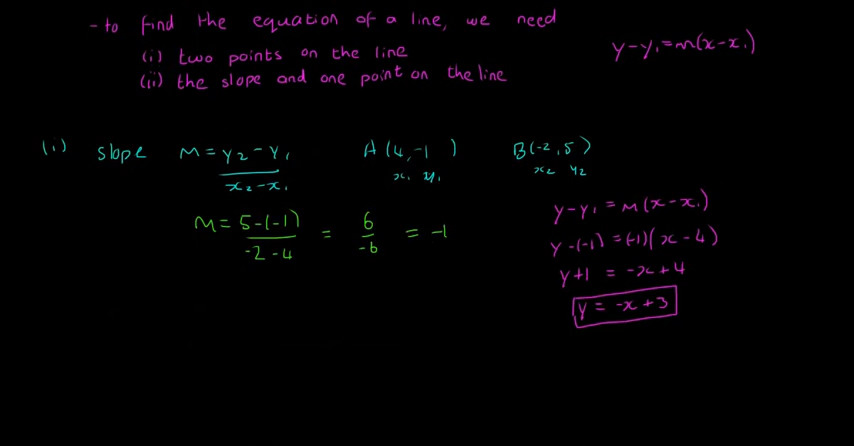 - to find the equation of a line, we need
(i) two points on the line
(ii) the slope and one point on the line
y-y₁=m(x-x₁)
(i) slope M = y₂-y₁ / x₂-x₁ A(4,-1) B(-2,5)
x₁ y₁ x₂ y₂
M = 5-(-1) / -2-4 = 6 / -6 = -1
y-y₁ = m(x-x₁)
y-(-1) = (-1)(x-4)
y+1 = -x+4
y = -x+3